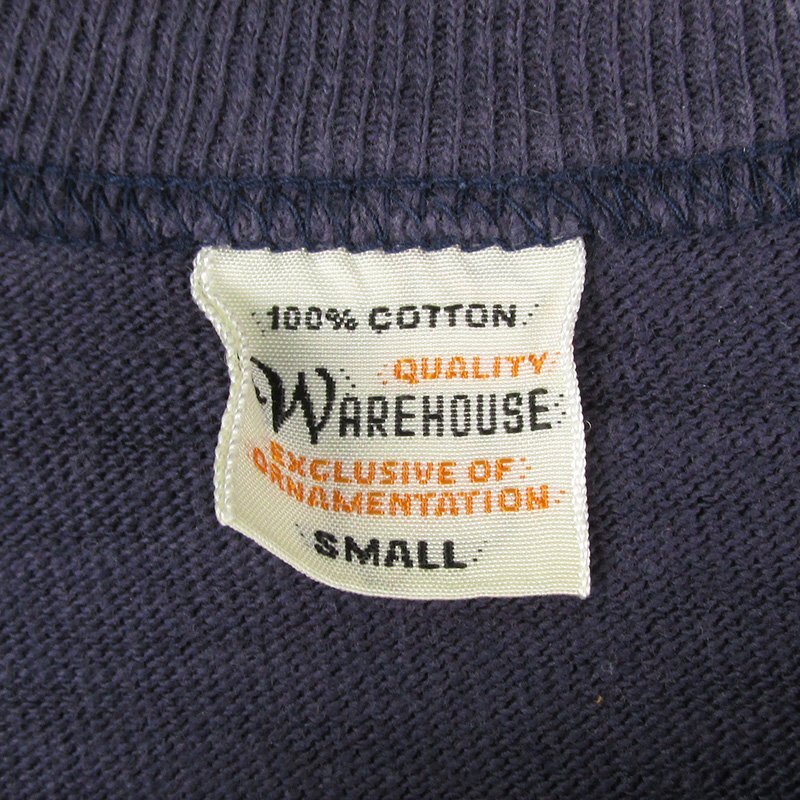 100% COTTON
QUALITY
WAREHOUSE
EXCLUSIVE OF
ORNAMENTATION
SMALL